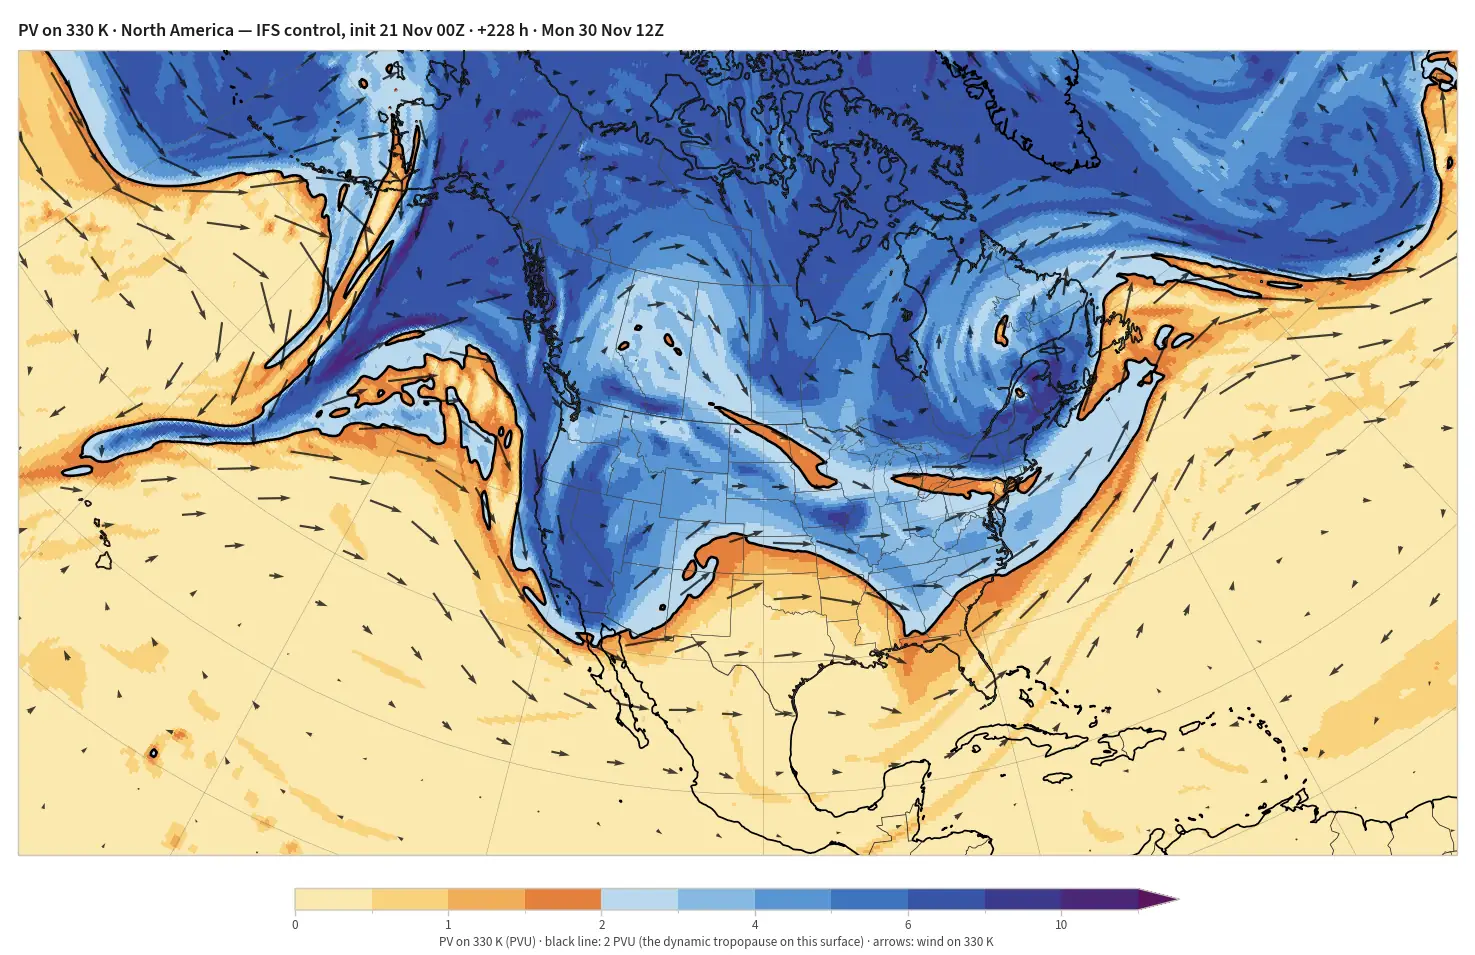 PV on 330 K · North America — IFS control, init 21 Nov 00Z · +228 h · Mon 30 Nov 12Z
0 1 2 4 6 10
PV on 330 K (PVU) · black line: 2 PVU (the dynamic tropopause on this surface) · arrows: wind on 330 K